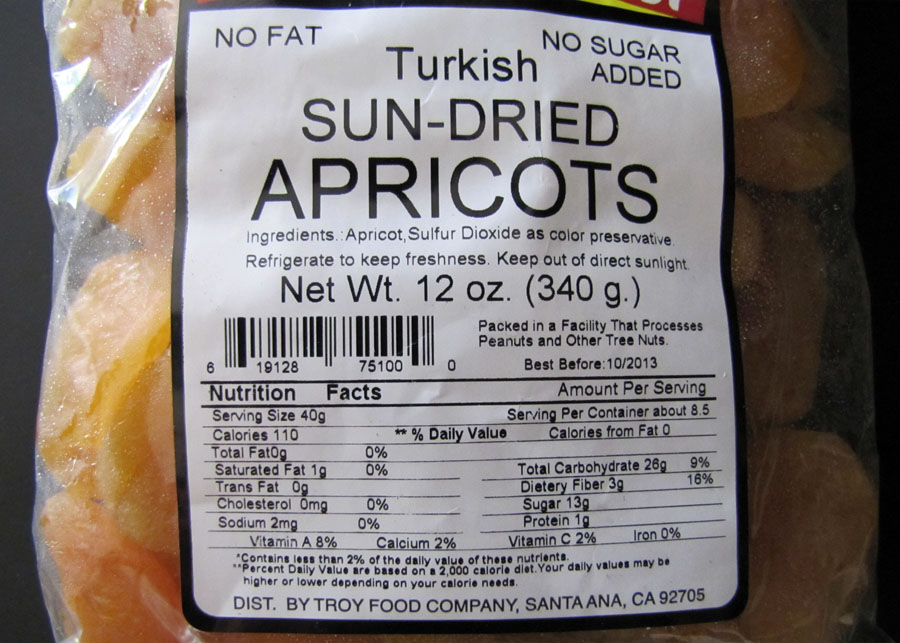 NO FAT
NO SUGAR
ADDED
Turkish
SUN-DRIED
APRICOTS
Ingredients.:Apricot,Sulfur Dioxide as color preservative.
Refrigerate to keep freshness. Keep out of direct sunlight.
Net Wt. 12 oz. (340 g.)
6 19128 75100 0
Packed in a Facility That Processes
Peanuts and Other Tree Nuts.
Best Before:10/2013
Nutrition Facts Amount Per Serving
Serving Size 40g Serving Per Container about 8.5
Calories 110 ** % Daily Value Calories from Fat 0
Total Fat0g 0%
Saturated Fat 1g 0% Total Carbohydrate 26g 9%
Trans Fat 0g Dietery Fiber 3g 16%
Cholesterol 0mg 0% Sugar 13g
Sodium 2mg 0% Protein 1g
Vitamin A 8% Calcium 2% Vitamin C 2% Iron 0%
*Contains less than 2% of the daily value of these nutrients.
**Percent Daily Value are based on a 2,000 calorie diet.Your daily values may be
higher or lower depending on your calorie needs.
DIST. BY TROY FOOD COMPANY, SANTA ANA, CA 92705